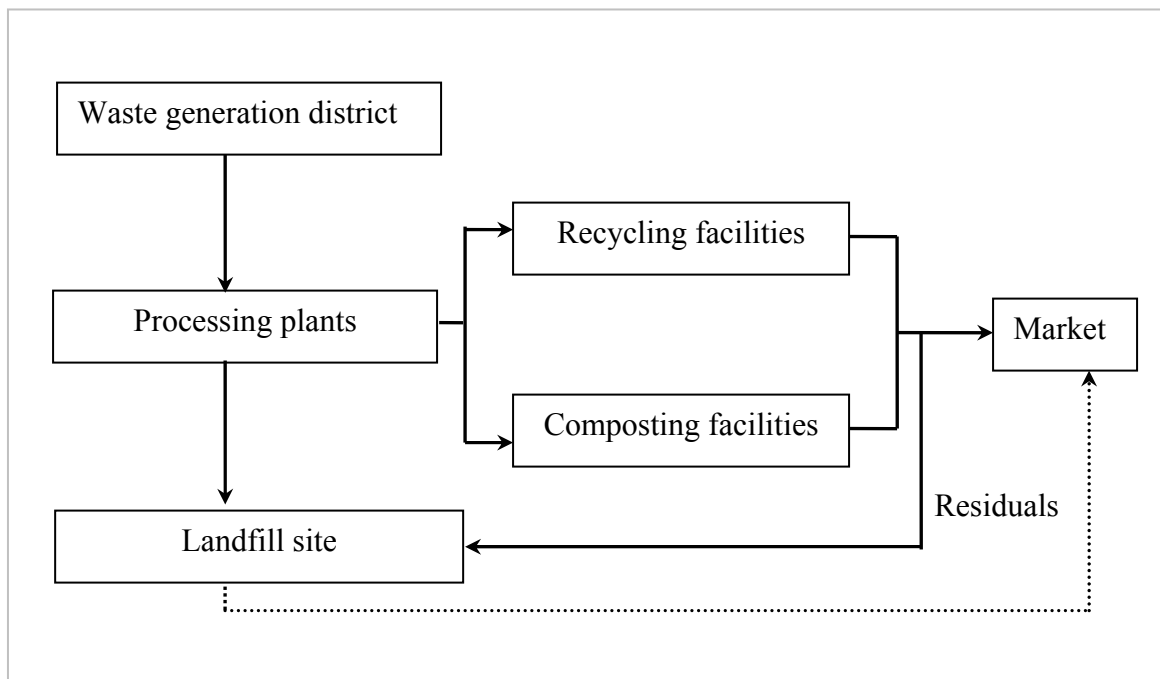 Waste generation district
Recycling facilities
Processing plants
Market
Composting facilities
Residuals
Landfill site